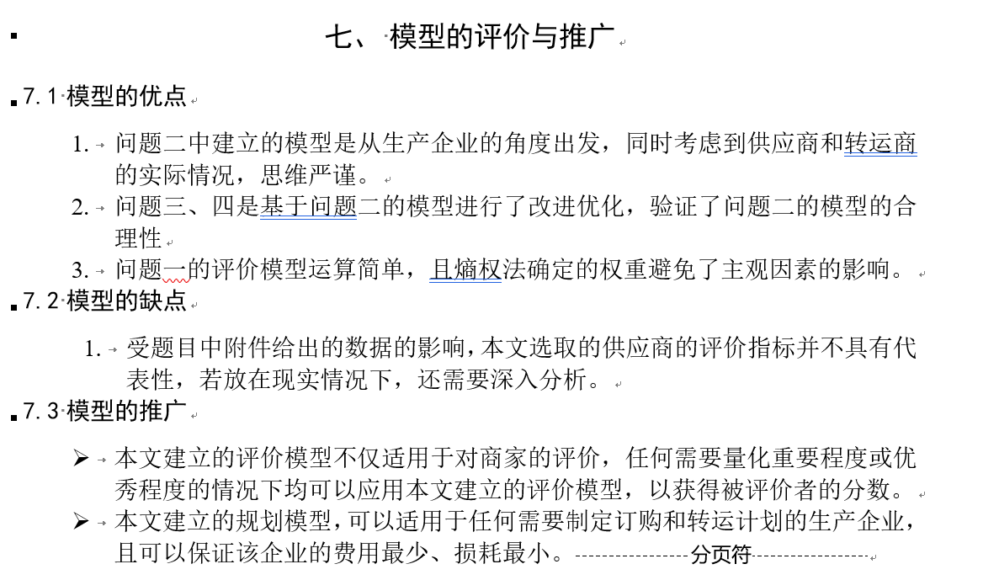 七、 模型的评价与推广
7.1 模型的优点
1. 问题二中建立的模型是从生产企业的角度出发，同时考虑到供应商和转运商
的实际情况，思维严谨。
2. 问题三、四是基于问题二的模型进行了改进优化，验证了问题二的模型的合
理性
3. 问题一的评价模型运算简单，且熵权法确定的权重避免了主观因素的影响。
7.2 模型的缺点
1. 受题目中附件给出的数据的影响，本文选取的供应商的评价指标并不具有代
表性，若放在现实情况下，还需要深入分析。
7.3 模型的推广
➢ 本文建立的评价模型不仅适用于对商家的评价，任何需要量化重要程度或优
秀程度的情况下均可以应用本文建立的评价模型，以获得被评价者的分数。
➢ 本文建立的规划模型，可以适用于任何需要制定订购和转运计划的生产企业，
且可以保证该企业的费用最少、损耗最小。 分页符